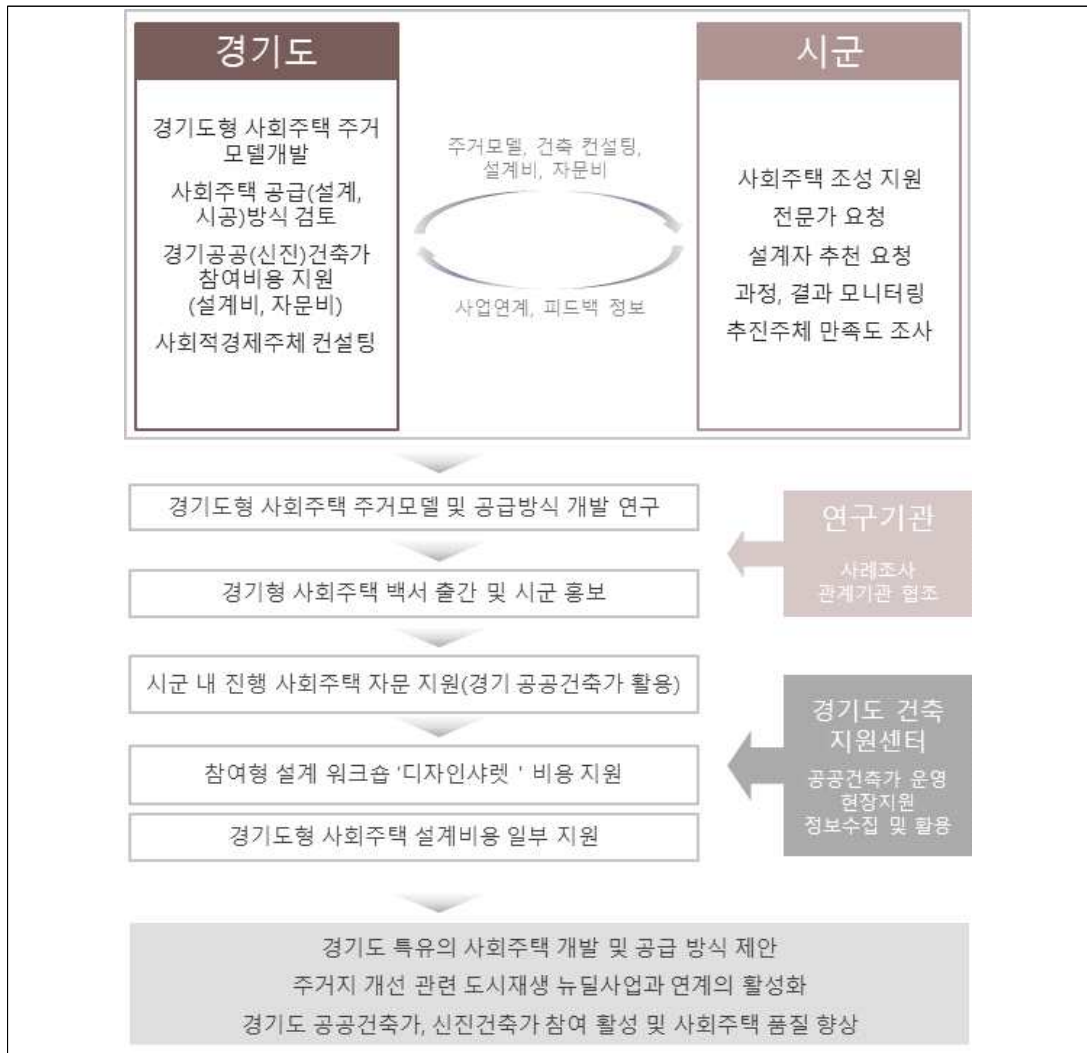 경기도
경기도형 사회주택 주거
모델개발
사회주택 공급(설계,
시공)방식 검토
경기공공(신진)건축가
참여비용 지원
(설계비, 자문비)
사회적경제주체 컨설팅
주거모델, 건축 컨설팅,
설계비, 자문비
사업연계, 피드백 정보
시군
사회주택 조성 지원
전문가 요청
설계자 추천 요청
과정, 결과 모니터링
추진주체 만족도 조사
경기도형 사회주택 주거모델 및 공급방식 개발 연구
경기형 사회주택 백서 출간 및 시군 홍보
연구기관
사례조사
관계기관 협조
시군 내 진행 사회주택 자문 지원(경기 공공건축가 활용)
참여형 설계 워크숍 '디자인샤렛 ' 비용 지원
경기도형 사회주택 설계비용 일부 지원
경기도 건축
지원센터
공공건축가 운영
현장지원
정보수집 및 활용
경기도 특유의 사회주택 개발 및 공급 방식 제안
주거지 개선 관련 도시재생 뉴딜사업과 연계의 활성화
경기도 공공건축가, 신진건축가 참여 활성 및 사회주택 품질 향상